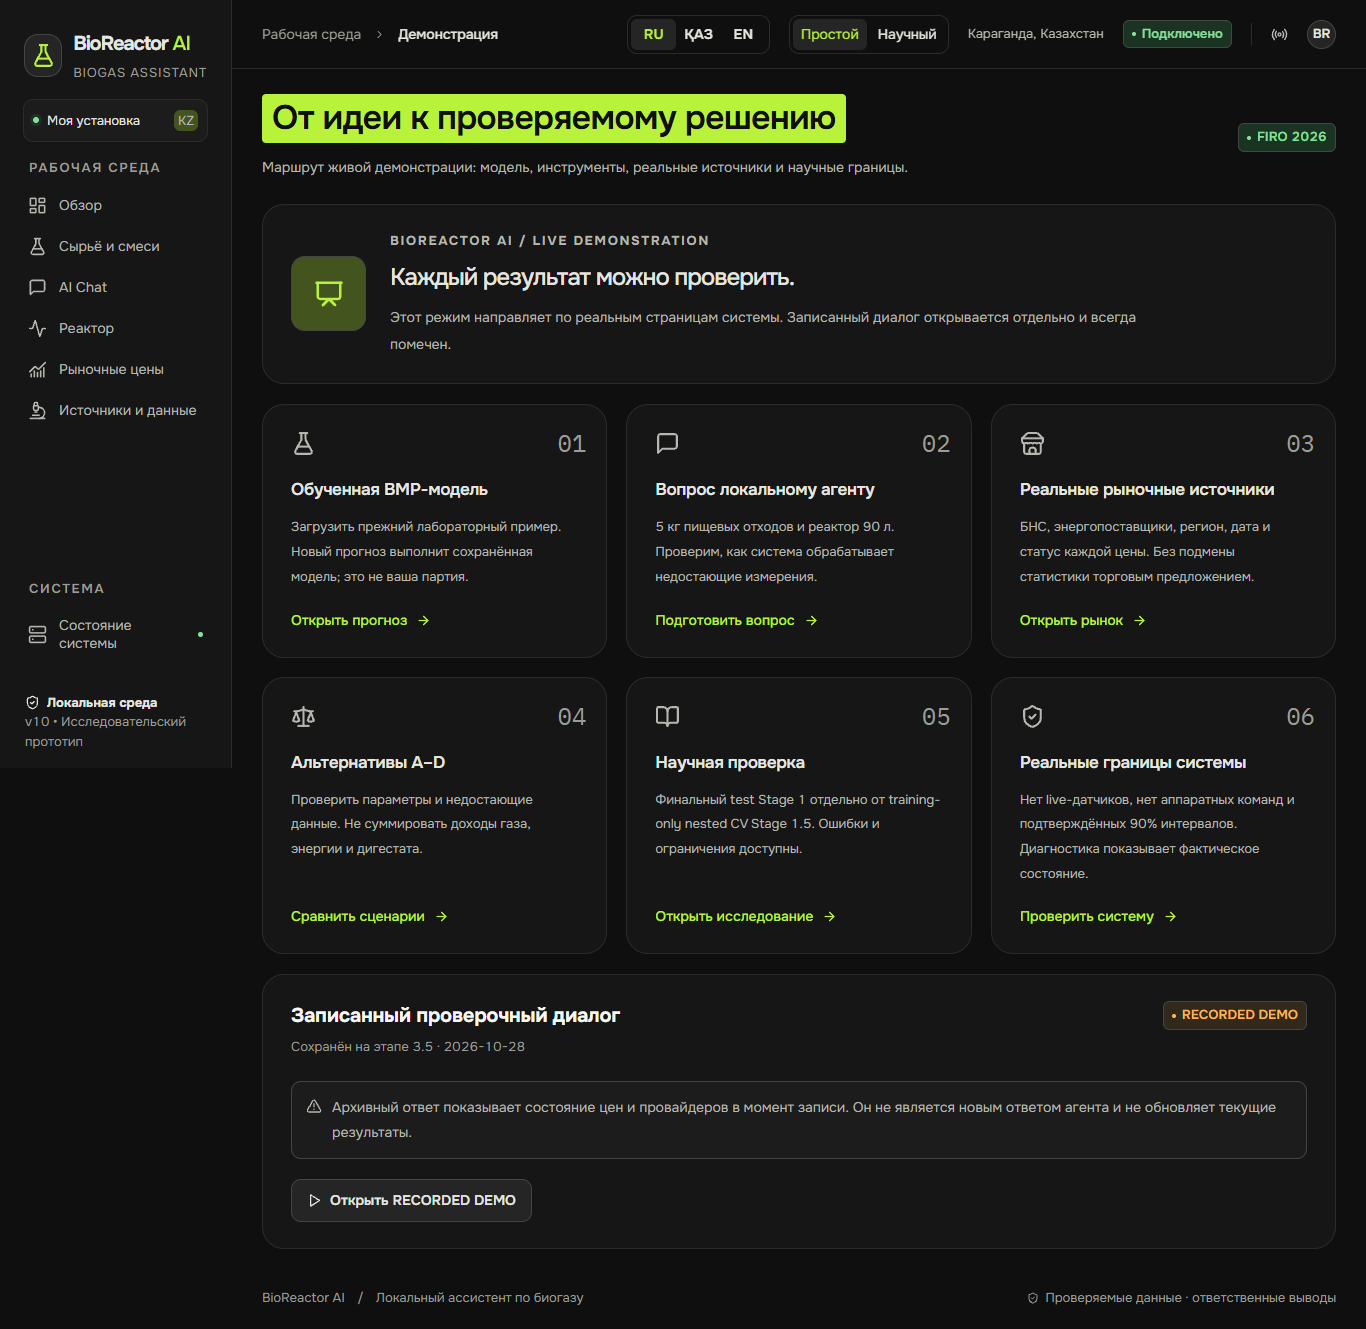 BioReactor AI
BIOGAS ASSISTANT
Моя установка
KZ
РАБОЧАЯ СРЕДА
Обзор
Сырьё и смеси
AI Chat
Реактор
Рыночные цены
Источники и данные
СИСТЕМА
Состояние
системы
Локальная среда
v10 • Исследовательский
прототип
Рабочая среда > Демонстрация
RU ҚАЗ EN
Простой Научный
Караганда, Казахстан
Подключено
BR
От идеи к проверяемому решению
FIRO 2026
Маршрут живой демонстрации: модель, инструменты, реальные источники и научные границы.
BIOREACTOR AI / LIVE DEMONSTRATION
Каждый результат можно проверить.
Этот режим направляет по реальным страницам системы. Записанный диалог открывается отдельно и всегда
помечен.
01
Обученная BMP-модель
Загрузить прежний лабораторный пример.
Новый прогноз выполнит сохранённая
модель; это не ваша партия.
Открыть прогноз →
02
Вопрос локальному агенту
5 кг пищевых отходов и реактор 90 л.
Проверим, как система обрабатывает
недостающие измерения.
Подготовить вопрос →
03
Реальные рыночные источники
БНС, энергопоставщики, регион, дата и
статус каждой цены. Без подмены
статистики торговым предложением.
Открыть рынок →
04
Альтернативы A–D
Проверить параметры и недостающие
данные. Не суммировать доходы газа,
энергии и дигестата.
Сравнить сценарии →
05
Научная проверка
Финальный test Stage 1 отдельно от training-
only nested CV Stage 1.5. Ошибки и
ограничения доступны.
Открыть исследование →
06
Реальные границы системы
Нет live-датчиков, нет аппаратных команд и
подтверждённых 90% интервалов.
Диагностика показывает фактическое
состояние.
Проверить систему →
Записанный проверочный диалог
RECORDED DEMO
Сохранён на этапе 3.5 · 2026-10-28
Архивный ответ показывает состояние цен и провайдеров в момент записи. Он не является новым ответом агента и не обновляет текущие
результаты.
Открыть RECORDED DEMO
BioReactor AI / Локальный ассистент по биогазу
Проверяемые данные · ответственные выводы